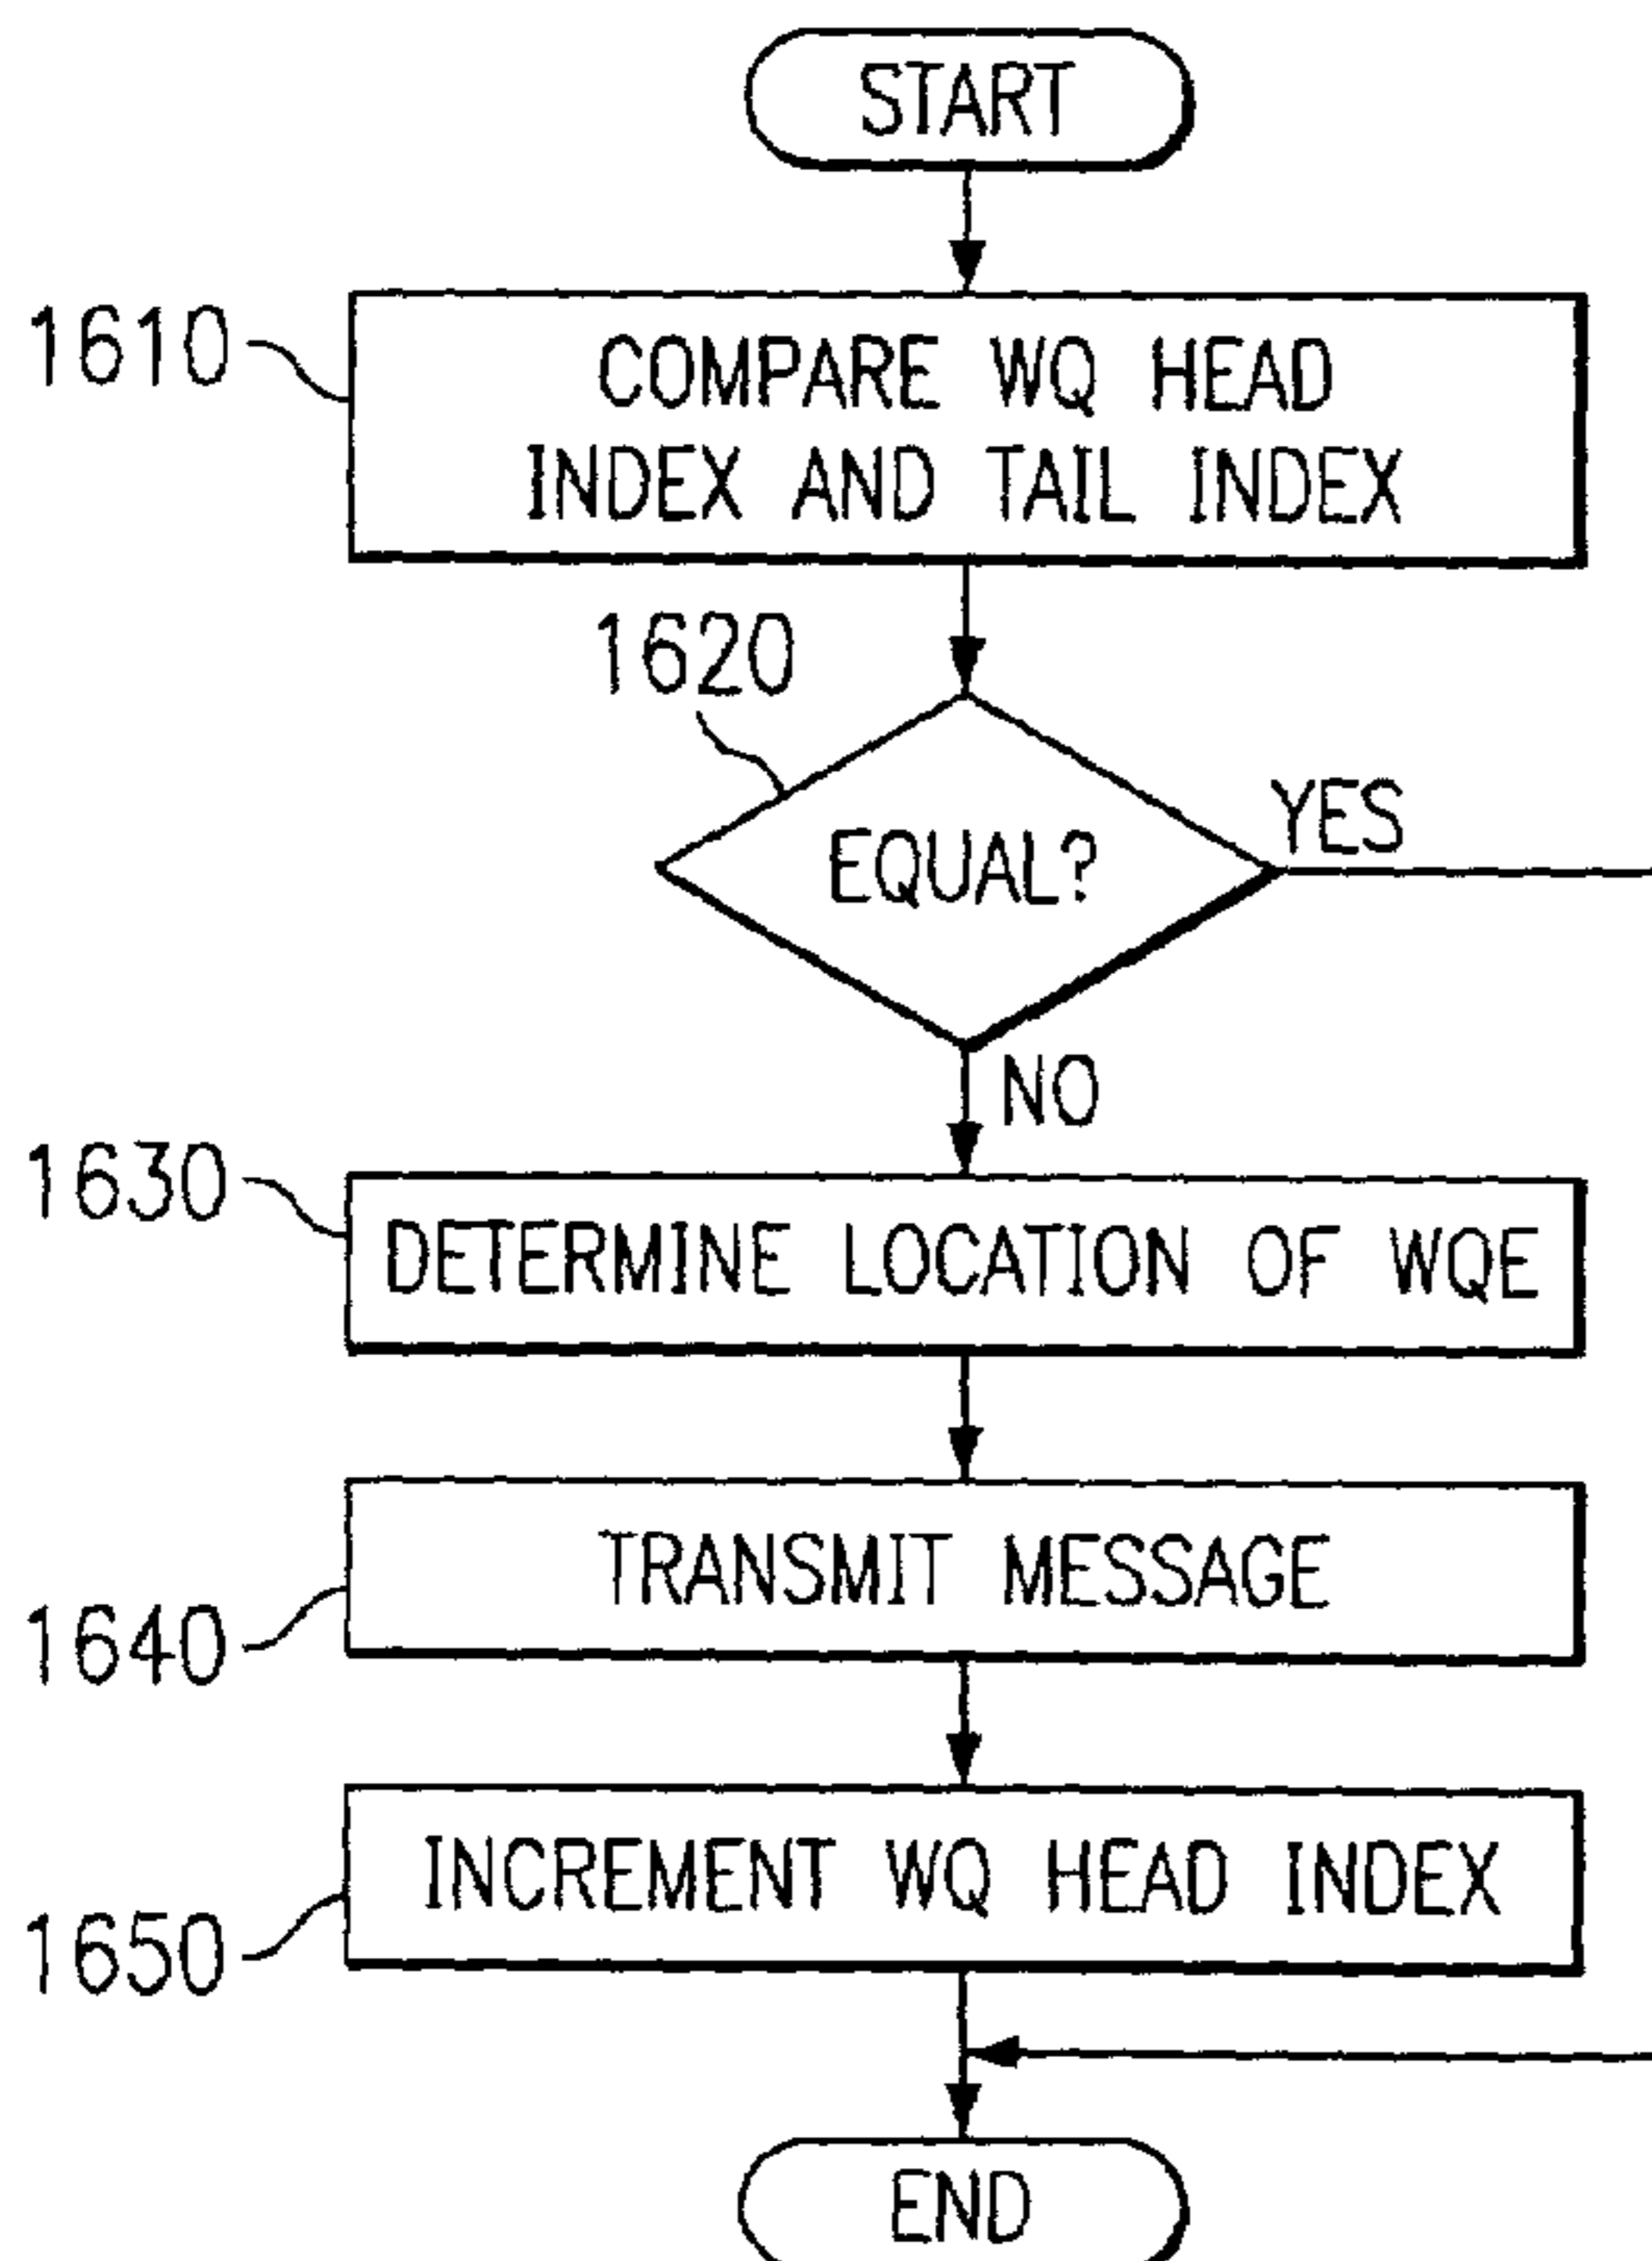 START
1610
COMPARE WQ HEAD
INDEX AND TAIL INDEX
1620
EQUAL?
YES
NO
1630
DETERMINE LOCATION OF WQE
TRANSMIT MESSAGE
1640
INCREMENT WQ HEAD INDEX
1650
END